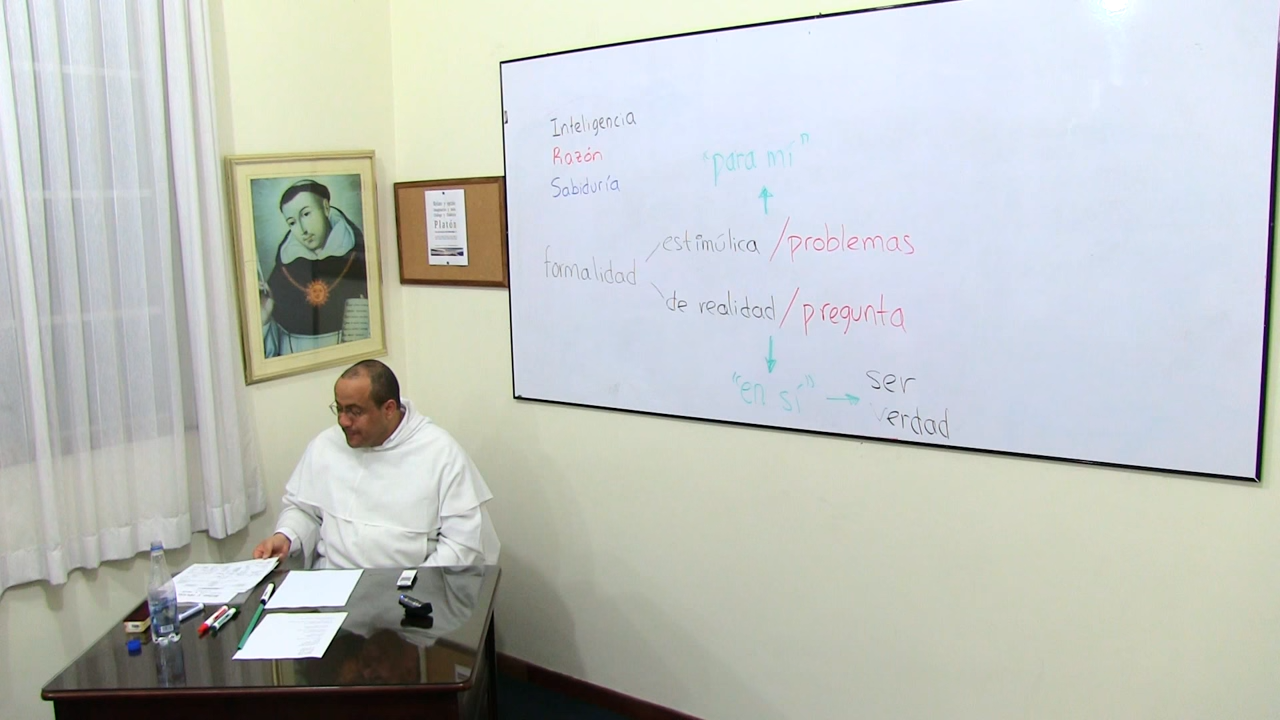 Inteligencia
Razón
Sabiduría
"para mí"
estimúlica / problemas
formalidad
de realidad / pregunta
"en sí" → ser
verdad
Platón